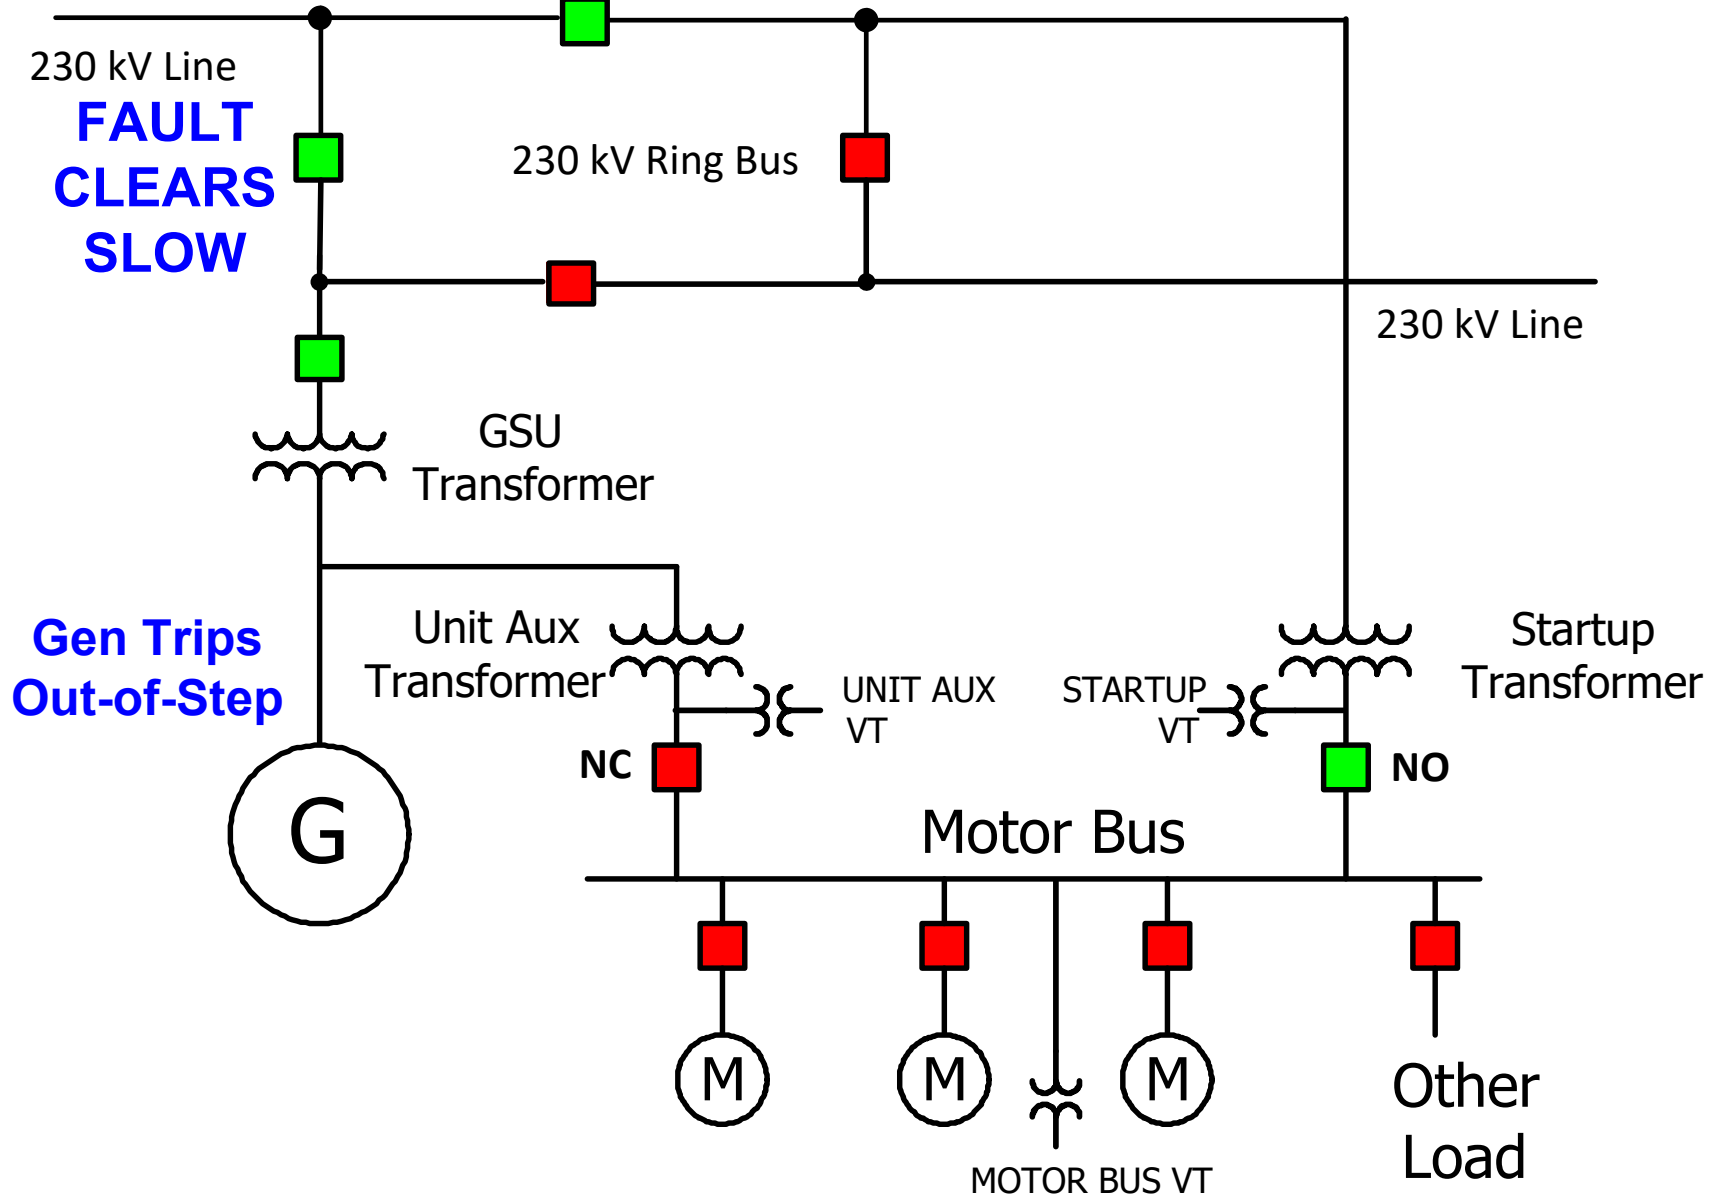 230 kV Line
FAULT
CLEARS
SLOW
230 kV Ring Bus
230 kV Line
GSU
Transformer
Gen Trips
Out-of-Step
Unit Aux
Transformer
UNIT AUX
VT
STARTUP
VT
Startup
Transformer
NC
NO
G
Motor Bus
M
M
M
Other
Load
MOTOR BUS VT